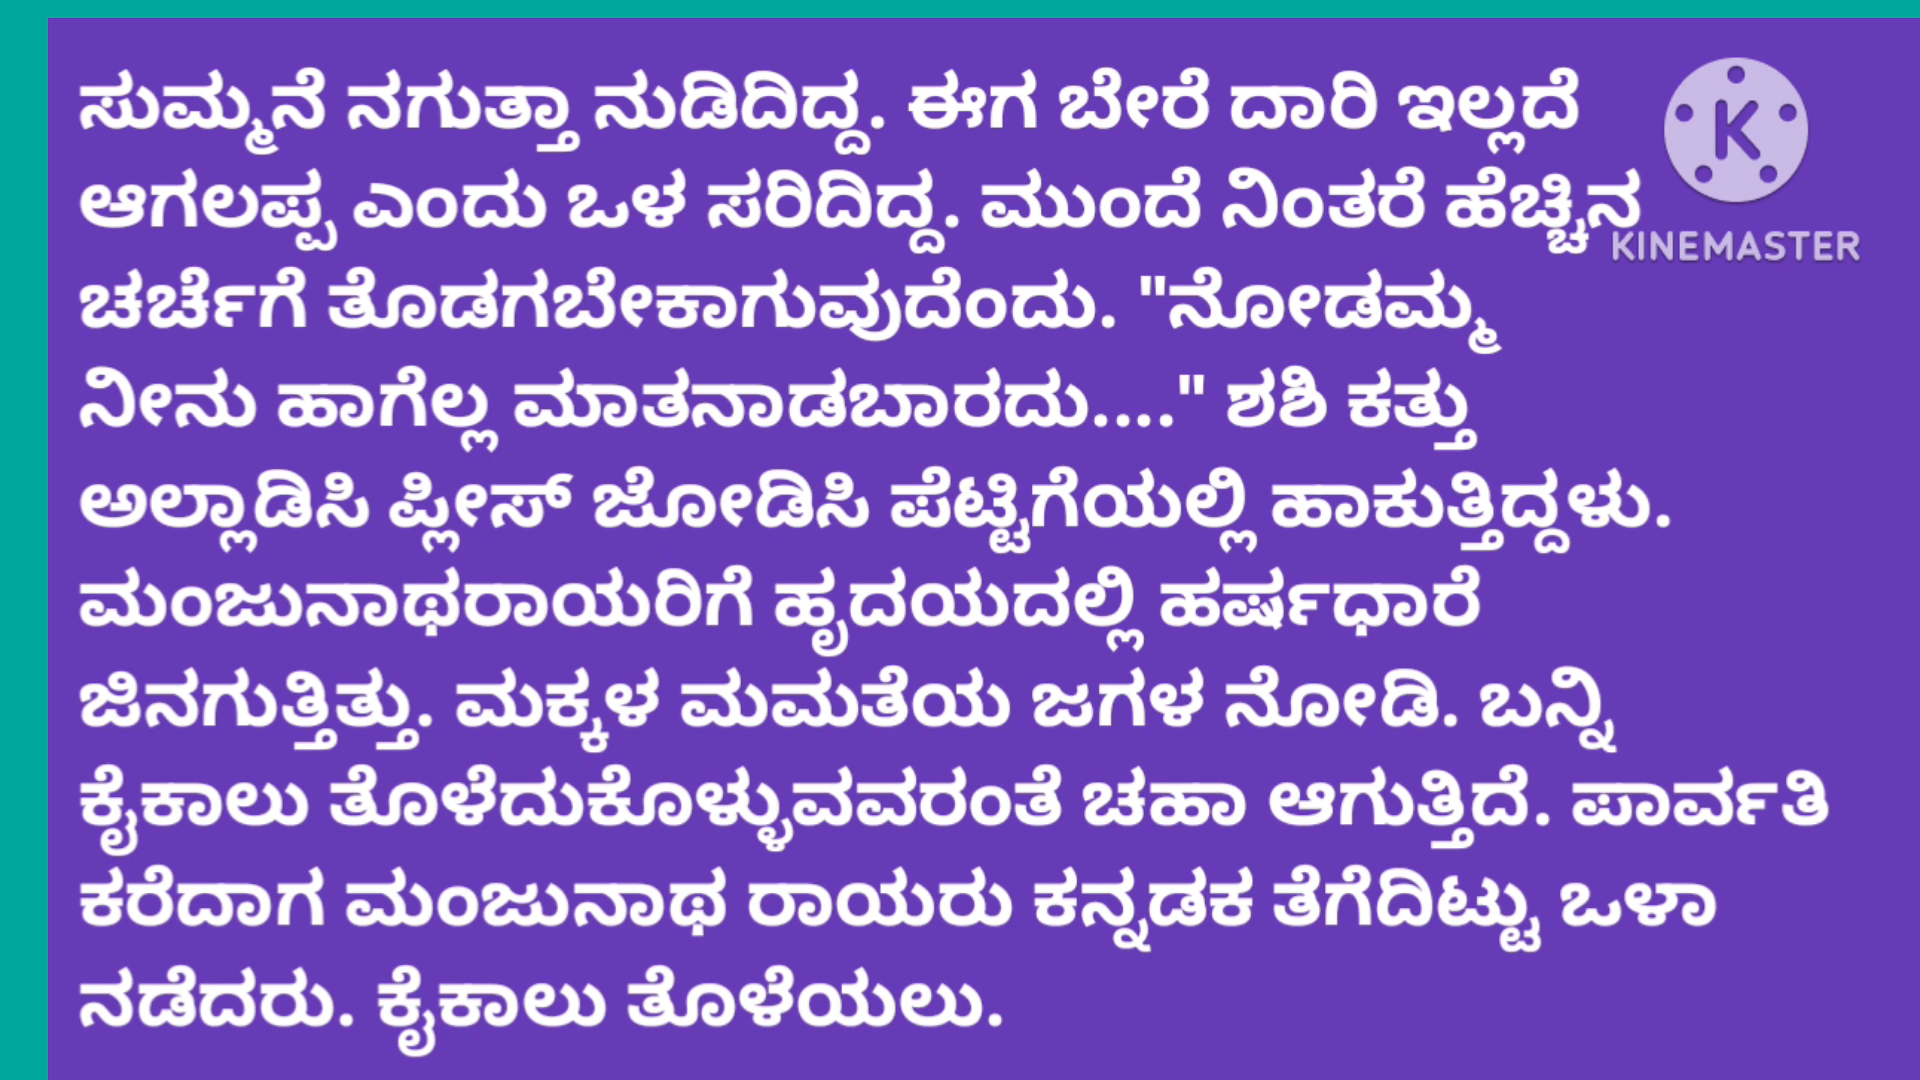 ಸುಮ್ಮನೆ ನಗುತ್ತಾ ನುಡಿದಿದ್ದ. ಈಗ ಬೇರೆ ದಾರಿ ಇಲ್ಲದೆ
ಆಗಲಪ್ಪ ಎಂದು ಒಳ ಸರಿದಿದ್ದ. ಮುಂದೆ ನಿಂತರೆ ಹೆಚ್ಚಿನ
ಚರ್ಚೆಗೆ ತೊಡಗಬೇಕಾಗುವುದೆಂದು. "ನೋಡಮ್ಮ
ನೀನು ಹಾಗೆಲ್ಲ ಮಾತನಾಡಬಾರದು...." ಶಶಿ ಕತ್ತು
ಅಲ್ಲಾಡಿಸಿ ಪ್ಲೀಸ್ ಜೋಡಿಸಿ ಪೆಟ್ಟಿಗೆಯಲ್ಲಿ ಹಾಕುತ್ತಿದ್ದಳು.
ಮಂಜುನಾಥರಾಯರಿಗೆ ಹೃದಯದಲ್ಲಿ ಹರ್ಷಧಾರೆ
ಜಿನಗುತ್ತಿತ್ತು. ಮಕ್ಕಳ ಮಮತೆಯ ಜಗಳ ನೋಡಿ. ಬನ್ನಿ
ಕೈಕಾಲು ತೊಳೆದುಕೊಳ್ಳುವವರಂತೆ ಚಹಾ ಆಗುತ್ತಿದೆ. ಪಾರ್ವತಿ
ಕರೆದಾಗ ಮಂಜುನಾಥ ರಾಯರು ಕನ್ನಡಕ ತೆಗೆದಿಟ್ಟು ಒಳಾ
ನಡೆದರು. ಕೈಕಾಲು ತೊಳೆಯಲು.
K
KINEMASTER